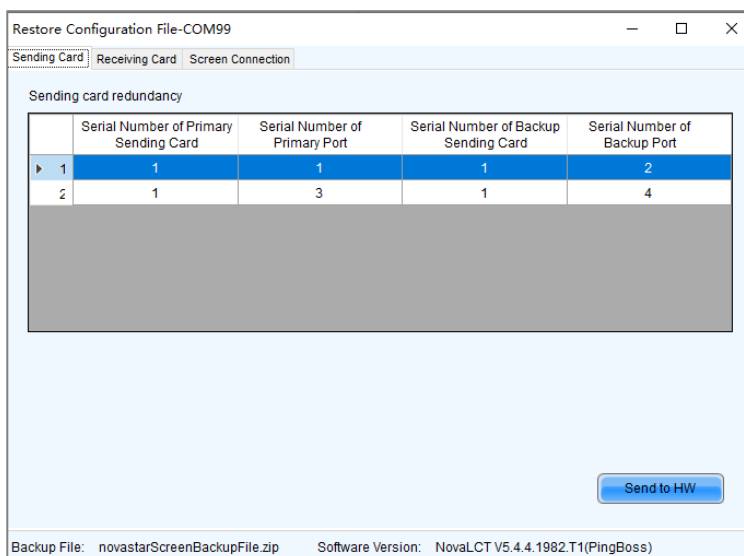 Restore Configuration File-COM99
Sending Card Receiving Card Screen Connection
Sending card redundancy
Serial Number of Primary Sending Card Serial Number of Primary Port Serial Number of Backup Sending Card Serial Number of Backup Port
1 1 1 1 2
2 1 3 1 4
Send to HW
Backup File: novastarScreenBackupFile.zip Software Version: NovaLCT V5.4.4.1982.T1(PingBoss)